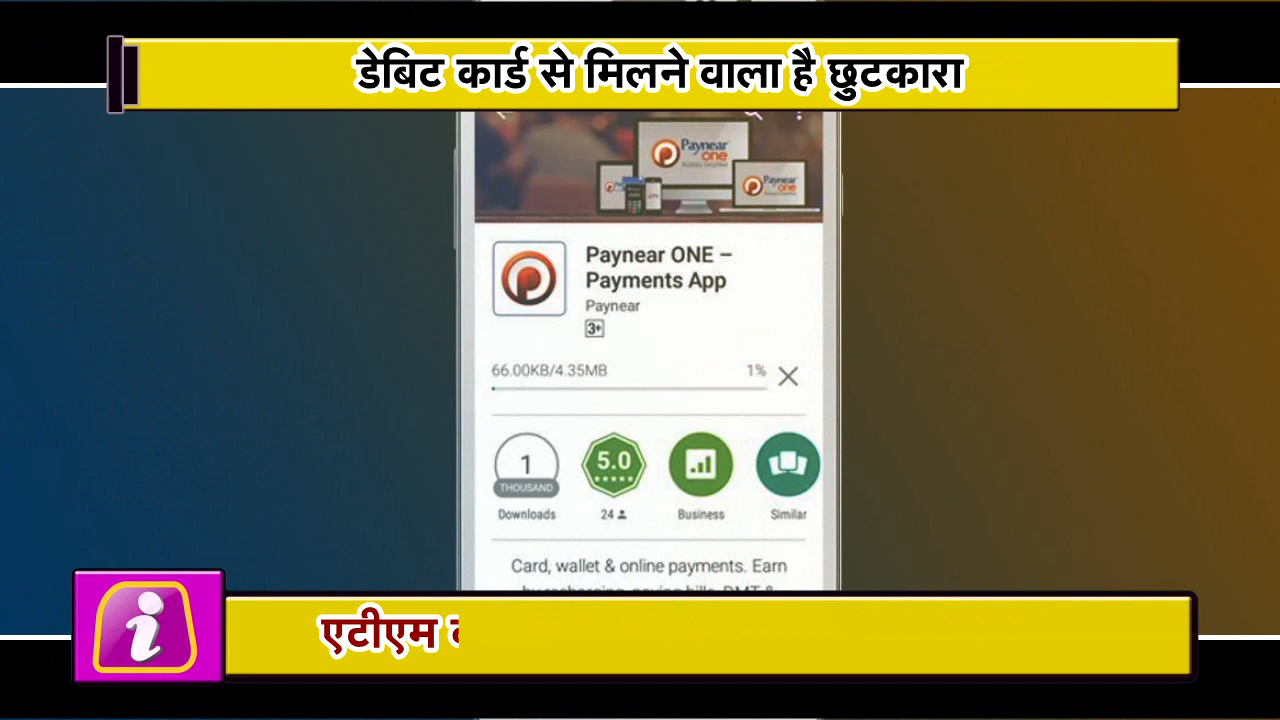 डेबिट कार्ड से मिलने वाला है छुटकारा
Paynear
one
Paynear
one
Paynear ONE –
Payments App
Paynear
3+
66.00KB/4.35MB 1%
1 5.0
THOUSAND
Downloads 24 Business Similar
Card, wallet & online payments. Earn
एटीएम